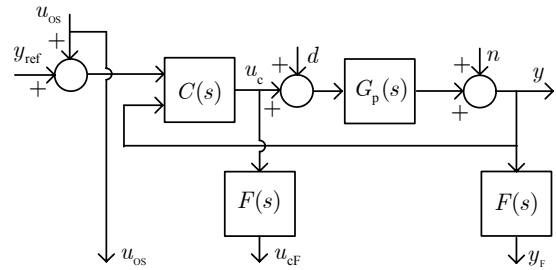 u_os
y_ref
+
+
C(s)
u_c
+
+
d
G_p(s)
+
+
n
y
F(s)
F(s)
u_os
u_cF
y_F